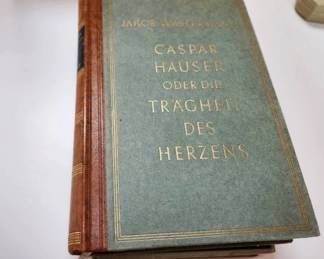 JAKOB WASSERMANN
CASPAR
HAUSER
ODER DIE
TRÄGHEIT
DES
HERZENS